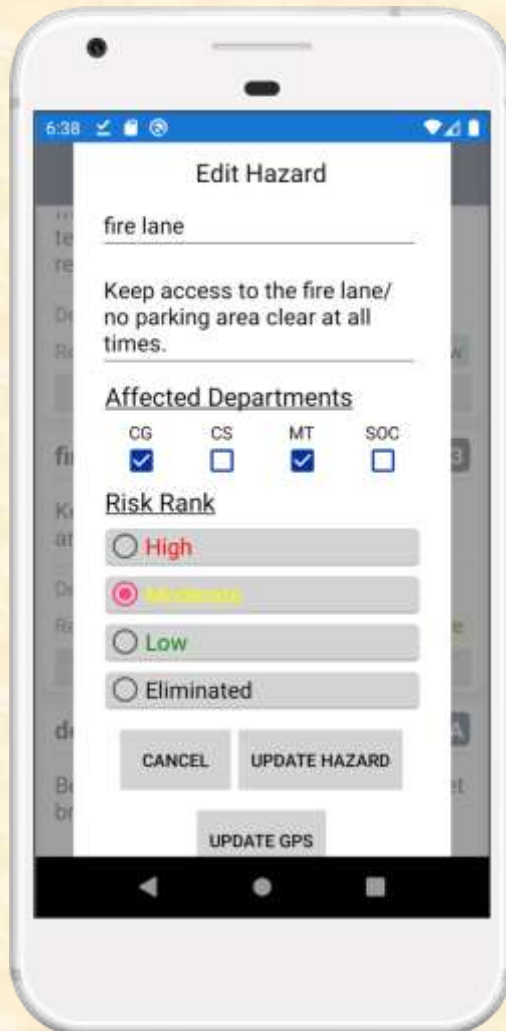 6:38
Edit Hazard
fire lane
Keep access to the fire lane/
no parking area clear at all
times.
Affected Departments
CG CS MT SOC
Risk Rank
High
Moderate
Low
Eliminated
CANCEL UPDATE HAZARD
UPDATE GPS